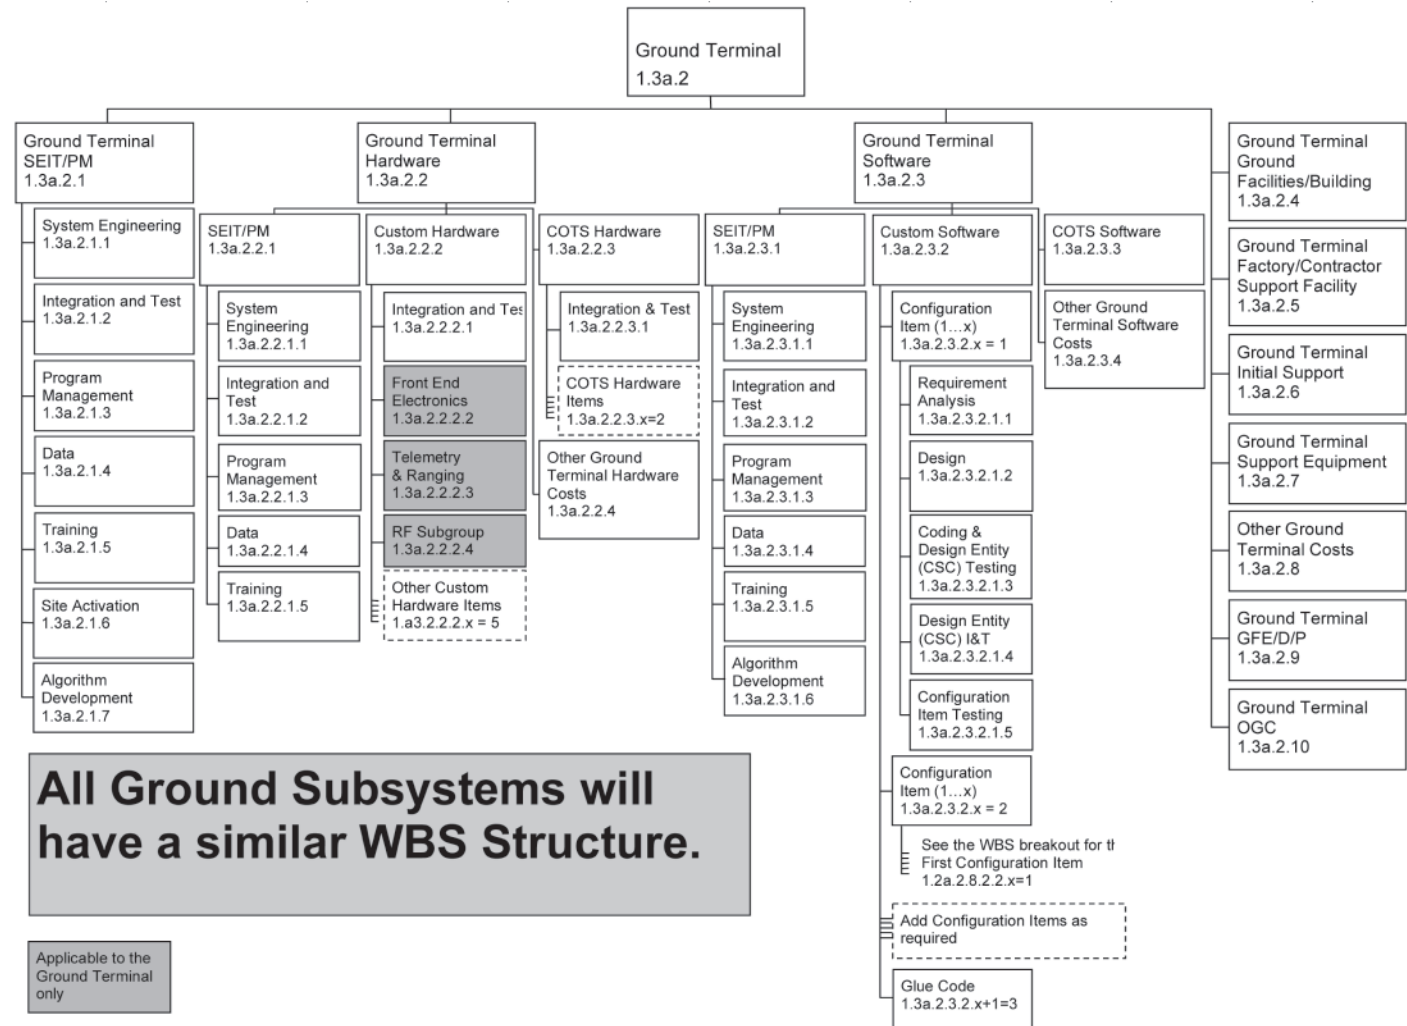 Ground Terminal
1.3a.2
Ground Terminal
SEIT/PM
1.3a.2.1
System Engineering
1.3a.2.1.1
Integration and Test
1.3a.2.1.2
Program
Management
1.3a.2.1.3
Data
1.3a.2.1.4
Training
1.3a.2.1.5
Site Activation
1.3a.2.1.6
Algorithm
Development
1.3a.2.1.7
Ground Terminal
Hardware
1.3a.2.2
SEIT/PM
1.3a.2.2.1
System
Engineering
1.3a.2.2.1.1
Integration and
Test
1.3a.2.2.1.2
Program
Management
1.3a.2.2.1.3
Data
1.3a.2.2.1.4
Training
1.3a.2.2.1.5
Custom Hardware
1.3a.2.2.2
Integration and Tes
1.3a.2.2.2.1
Front End
Electronics
1.3a.2.2.2.2
Telemetry
& Ranging
1.3a.2.2.2.3
RF Subgroup
1.3a.2.2.2.4
Other Custom
Hardware Items
1.a3.2.2.2.x = 5
COTS Hardware
1.3a.2.2.3
Integration & Test
1.3a.2.2.3.1
COTS Hardware
Items
1.3a.2.2.3.x=2
Other Ground
Terminal Hardware
Costs
1.3a.2.2.4
Ground Terminal
Software
1.3a.2.3
SEIT/PM
1.3a.2.3.1
System
Engineering
1.3a.2.3.1.1
Integration and
Test
1.3a.2.3.1.2
Program
Management
1.3a.2.3.1.3
Data
1.3a.2.3.1.4
Training
1.3a.2.3.1.5
Algorithm
Development
1.3a.2.3.1.6
Custom Software
1.3a.2.3.2
Configuration
Item (1...x)
1.3a.2.3.2.x = 1
Requirement
Analysis
1.3a.2.3.2.1.1
Design
1.3a.2.3.2.1.2
Coding &
Design Entity
(CSC) Testing
1.3a.2.3.2.1.3
Design Entity
(CSC) I&T
1.3a.2.3.2.1.4
Configuration
Item Testing
1.3a.2.3.2.1.5
Configuration
Item (1...x)
1.3a.2.3.2.x = 2
See the WBS breakout for th
First Configuration Item
1.2a.2.8.2.2.x=1
Add Configuration Items as
required
Glue Code
1.3a.2.3.2.x+1=3
COTS Software
1.3a.2.3.3
Other Ground
Terminal Software
Costs
1.3a.2.3.4
Ground Terminal
Ground
Facilities/Building
1.3a.2.4
Ground Terminal
Factory/Contractor
Support Facility
1.3a.2.5
Ground Terminal
Initial Support
1.3a.2.6
Ground Terminal
Support Equipment
1.3a.2.7
Other Ground
Terminal Costs
1.3a.2.8
Ground Terminal
GFE/D/P
1.3a.2.9
Ground Terminal
OGC
1.3a.2.10
All Ground Subsystems will
have a similar WBS Structure.
Applicable to the
Ground Terminal
only